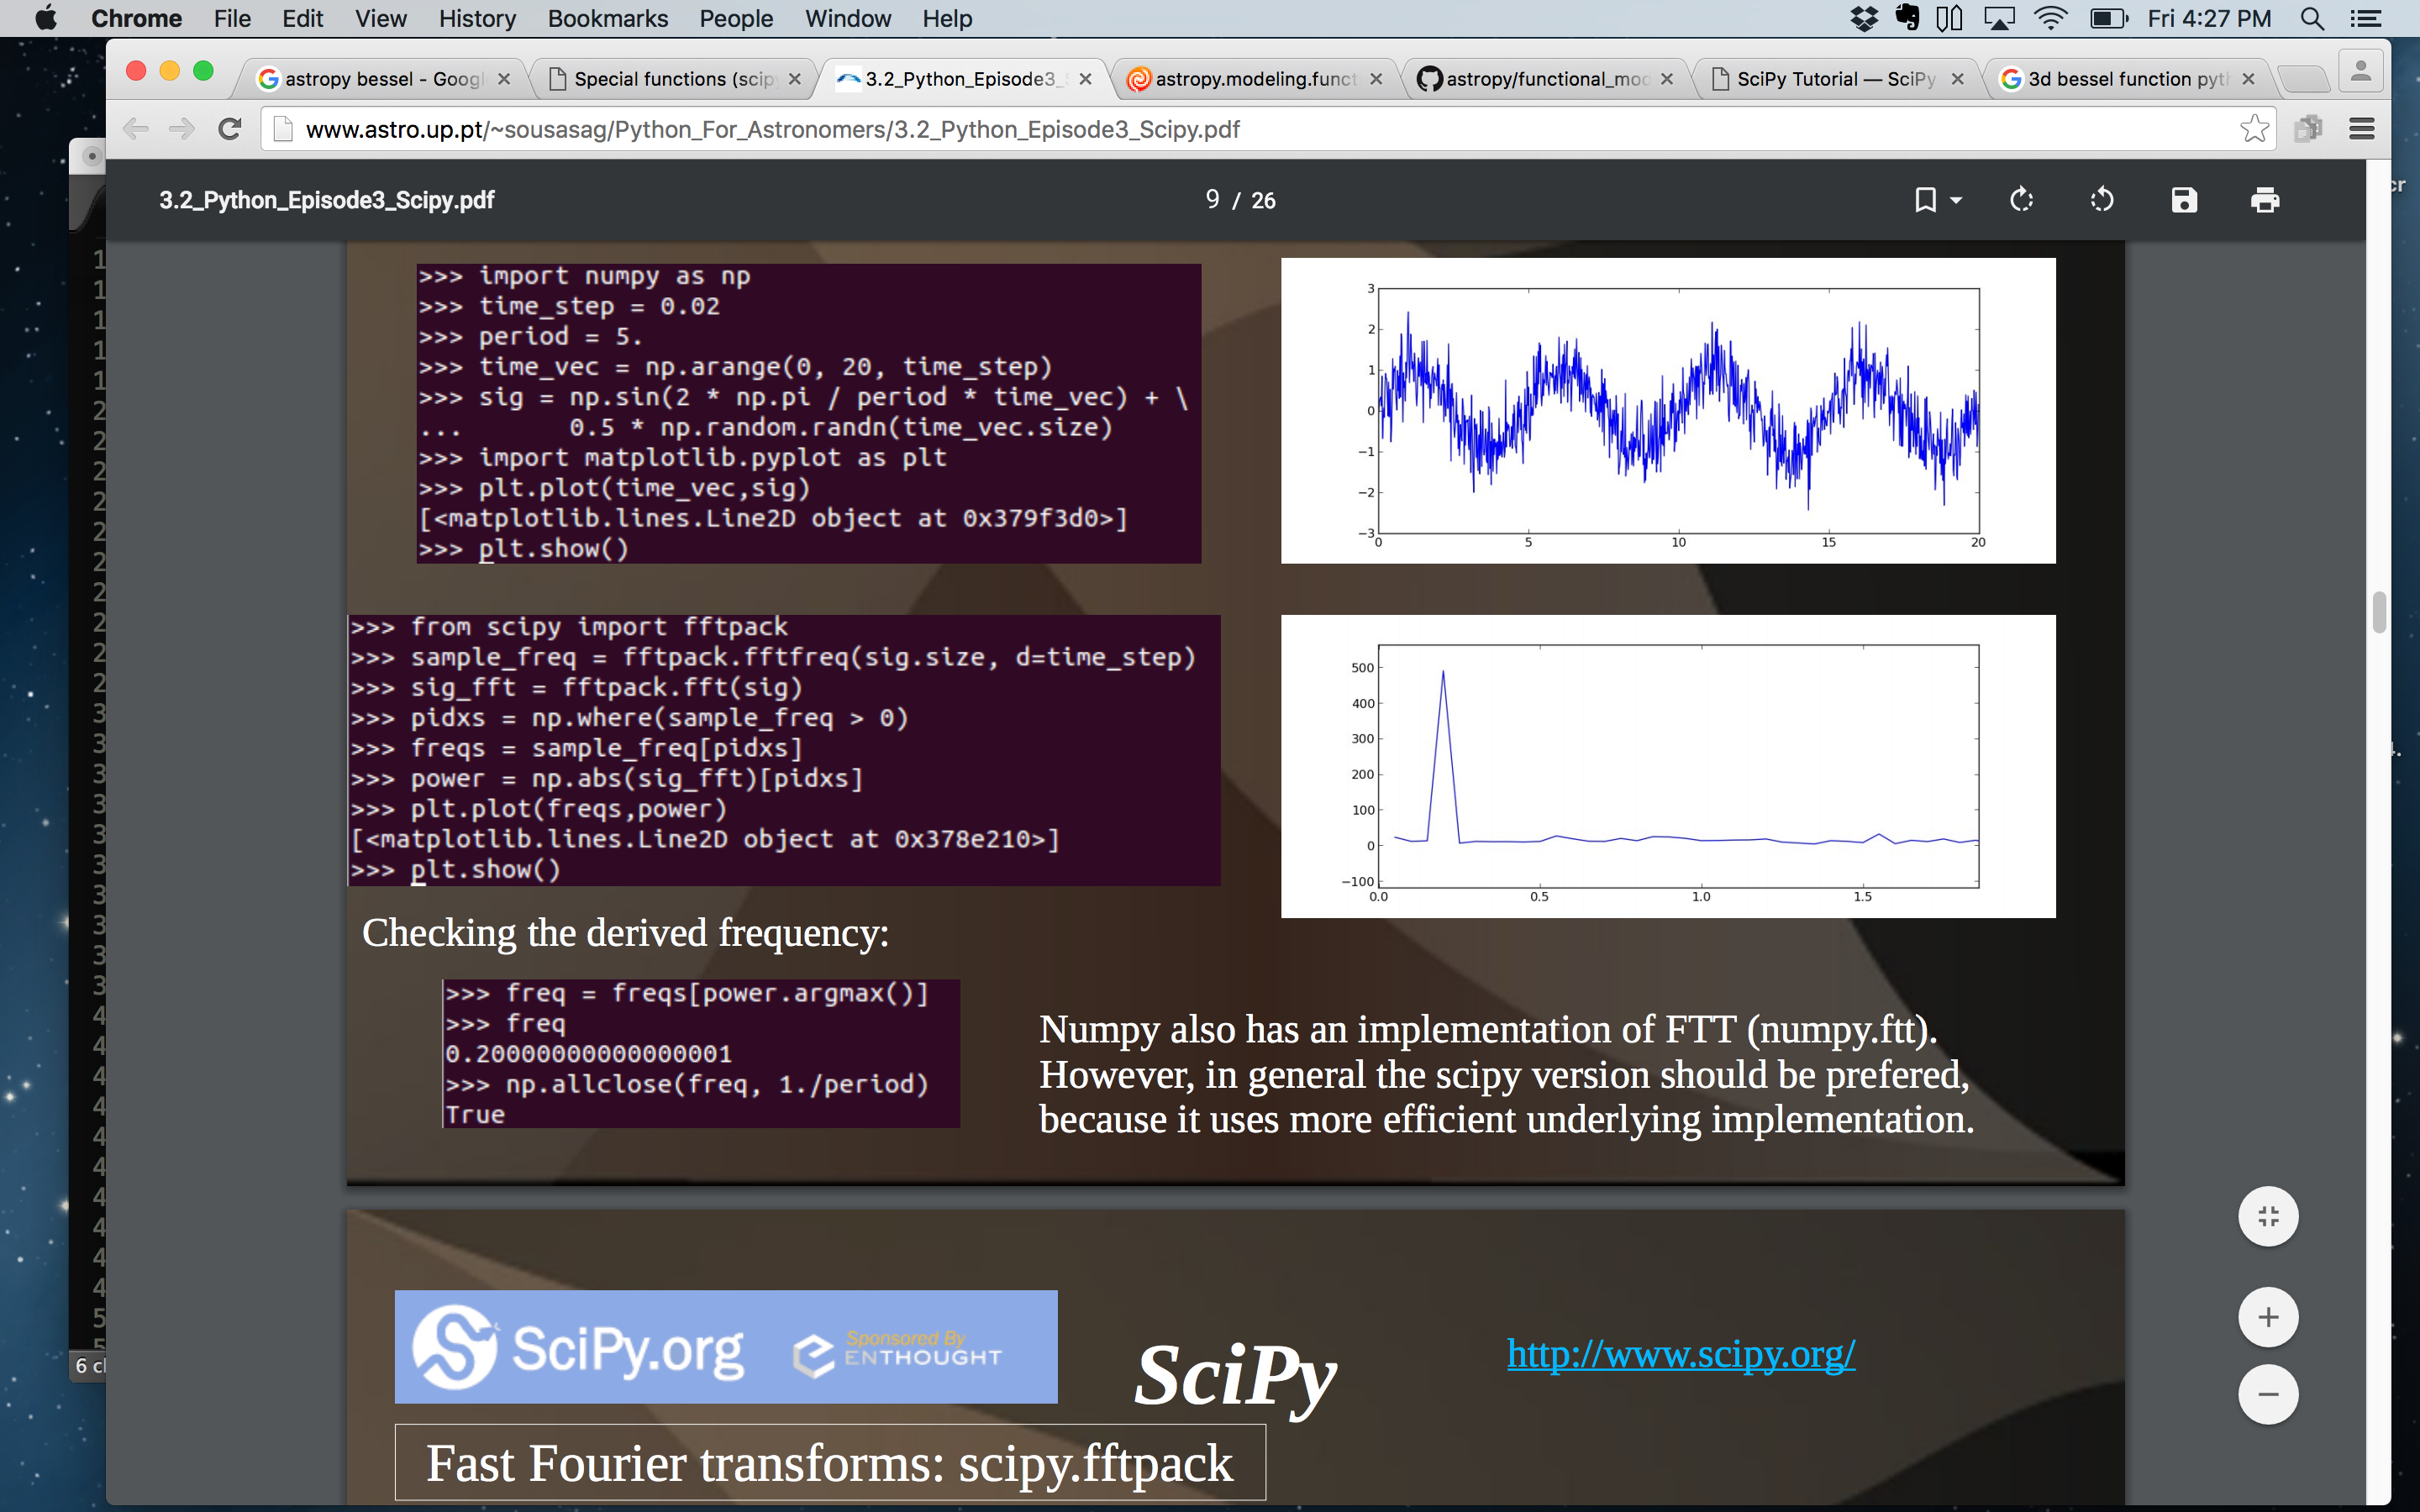 Chrome File Edit View History Bookmarks People Window Help Fri 4:27 PM
astropy bessel - Googl
Special functions (scip
3.2_Python_Episode3_S
astropy.modeling.funct
astropy/functional_mod
SciPy Tutorial — SciPy
3d bessel function pyth
www.astro.up.pt/~sousasag/Python_For_Astronomers/3.2_Python_Episode3_Scipy.pdf
3.2_Python_Episode3_Scipy.pdf
9 / 26
>>> import numpy as np
>>> time_step = 0.02
>>> period = 5.
>>> time_vec = np.arange(0, 20, time_step)
>>> sig = np.sin(2 * np.pi / period * time_vec) + \
... 0.5 * np.random.randn(time_vec.size)
>>> import matplotlib.pyplot as plt
>>> plt.plot(time_vec,sig)
[<matplotlib.lines.Line2D object at 0x379f3d0>]
>>> plt.show()
3
2
1
0
−1
−2
−3
0 5 10 15 20
>>> from scipy import fftpack
>>> sample_freq = fftpack.fftfreq(sig.size, d=time_step)
>>> sig_fft = fftpack.fft(sig)
>>> pidxs = np.where(sample_freq > 0)
>>> freqs = sample_freq[pidxs]
>>> power = np.abs(sig_fft)[pidxs]
>>> plt.plot(freqs,power)
[<matplotlib.lines.Line2D object at 0x378e210>]
>>> plt.show()
500
400
300
200
100
0
−100
0.0 0.5 1.0 1.5
Checking the derived frequency:
>>> freq = freqs[power.argmax()]
>>> freq
0.20000000000000001
>>> np.allclose(freq, 1./period)
True
Numpy also has an implementation of FTT (numpy.ftt).
However, in general the scipy version should be prefered,
because it uses more efficient underlying implementation.
SciPy.org
Sponsored By
ENTHOUGHT
SciPy
http://www.scipy.org/
Fast Fourier transforms: scipy.fftpack